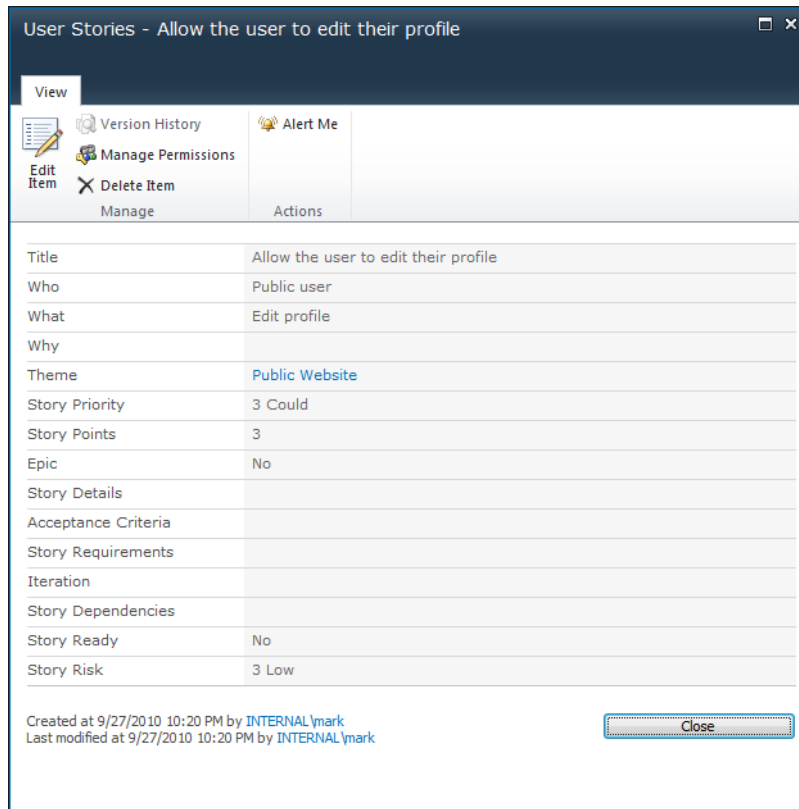 User Stories - Allow the user to edit their profile
View
Edit Item
Version History
Manage Permissions
Delete Item
Manage
Alert Me
Actions
Title Allow the user to edit their profile
Who Public user
What Edit profile
Why
Theme Public Website
Story Priority 3 Could
Story Points 3
Epic No
Story Details
Acceptance Criteria
Story Requirements
Iteration
Story Dependencies
Story Ready No
Story Risk 3 Low
Created at 9/27/2010 10:20 PM by INTERNAL\mark
Last modified at 9/27/2010 10:20 PM by INTERNAL\mark
Close